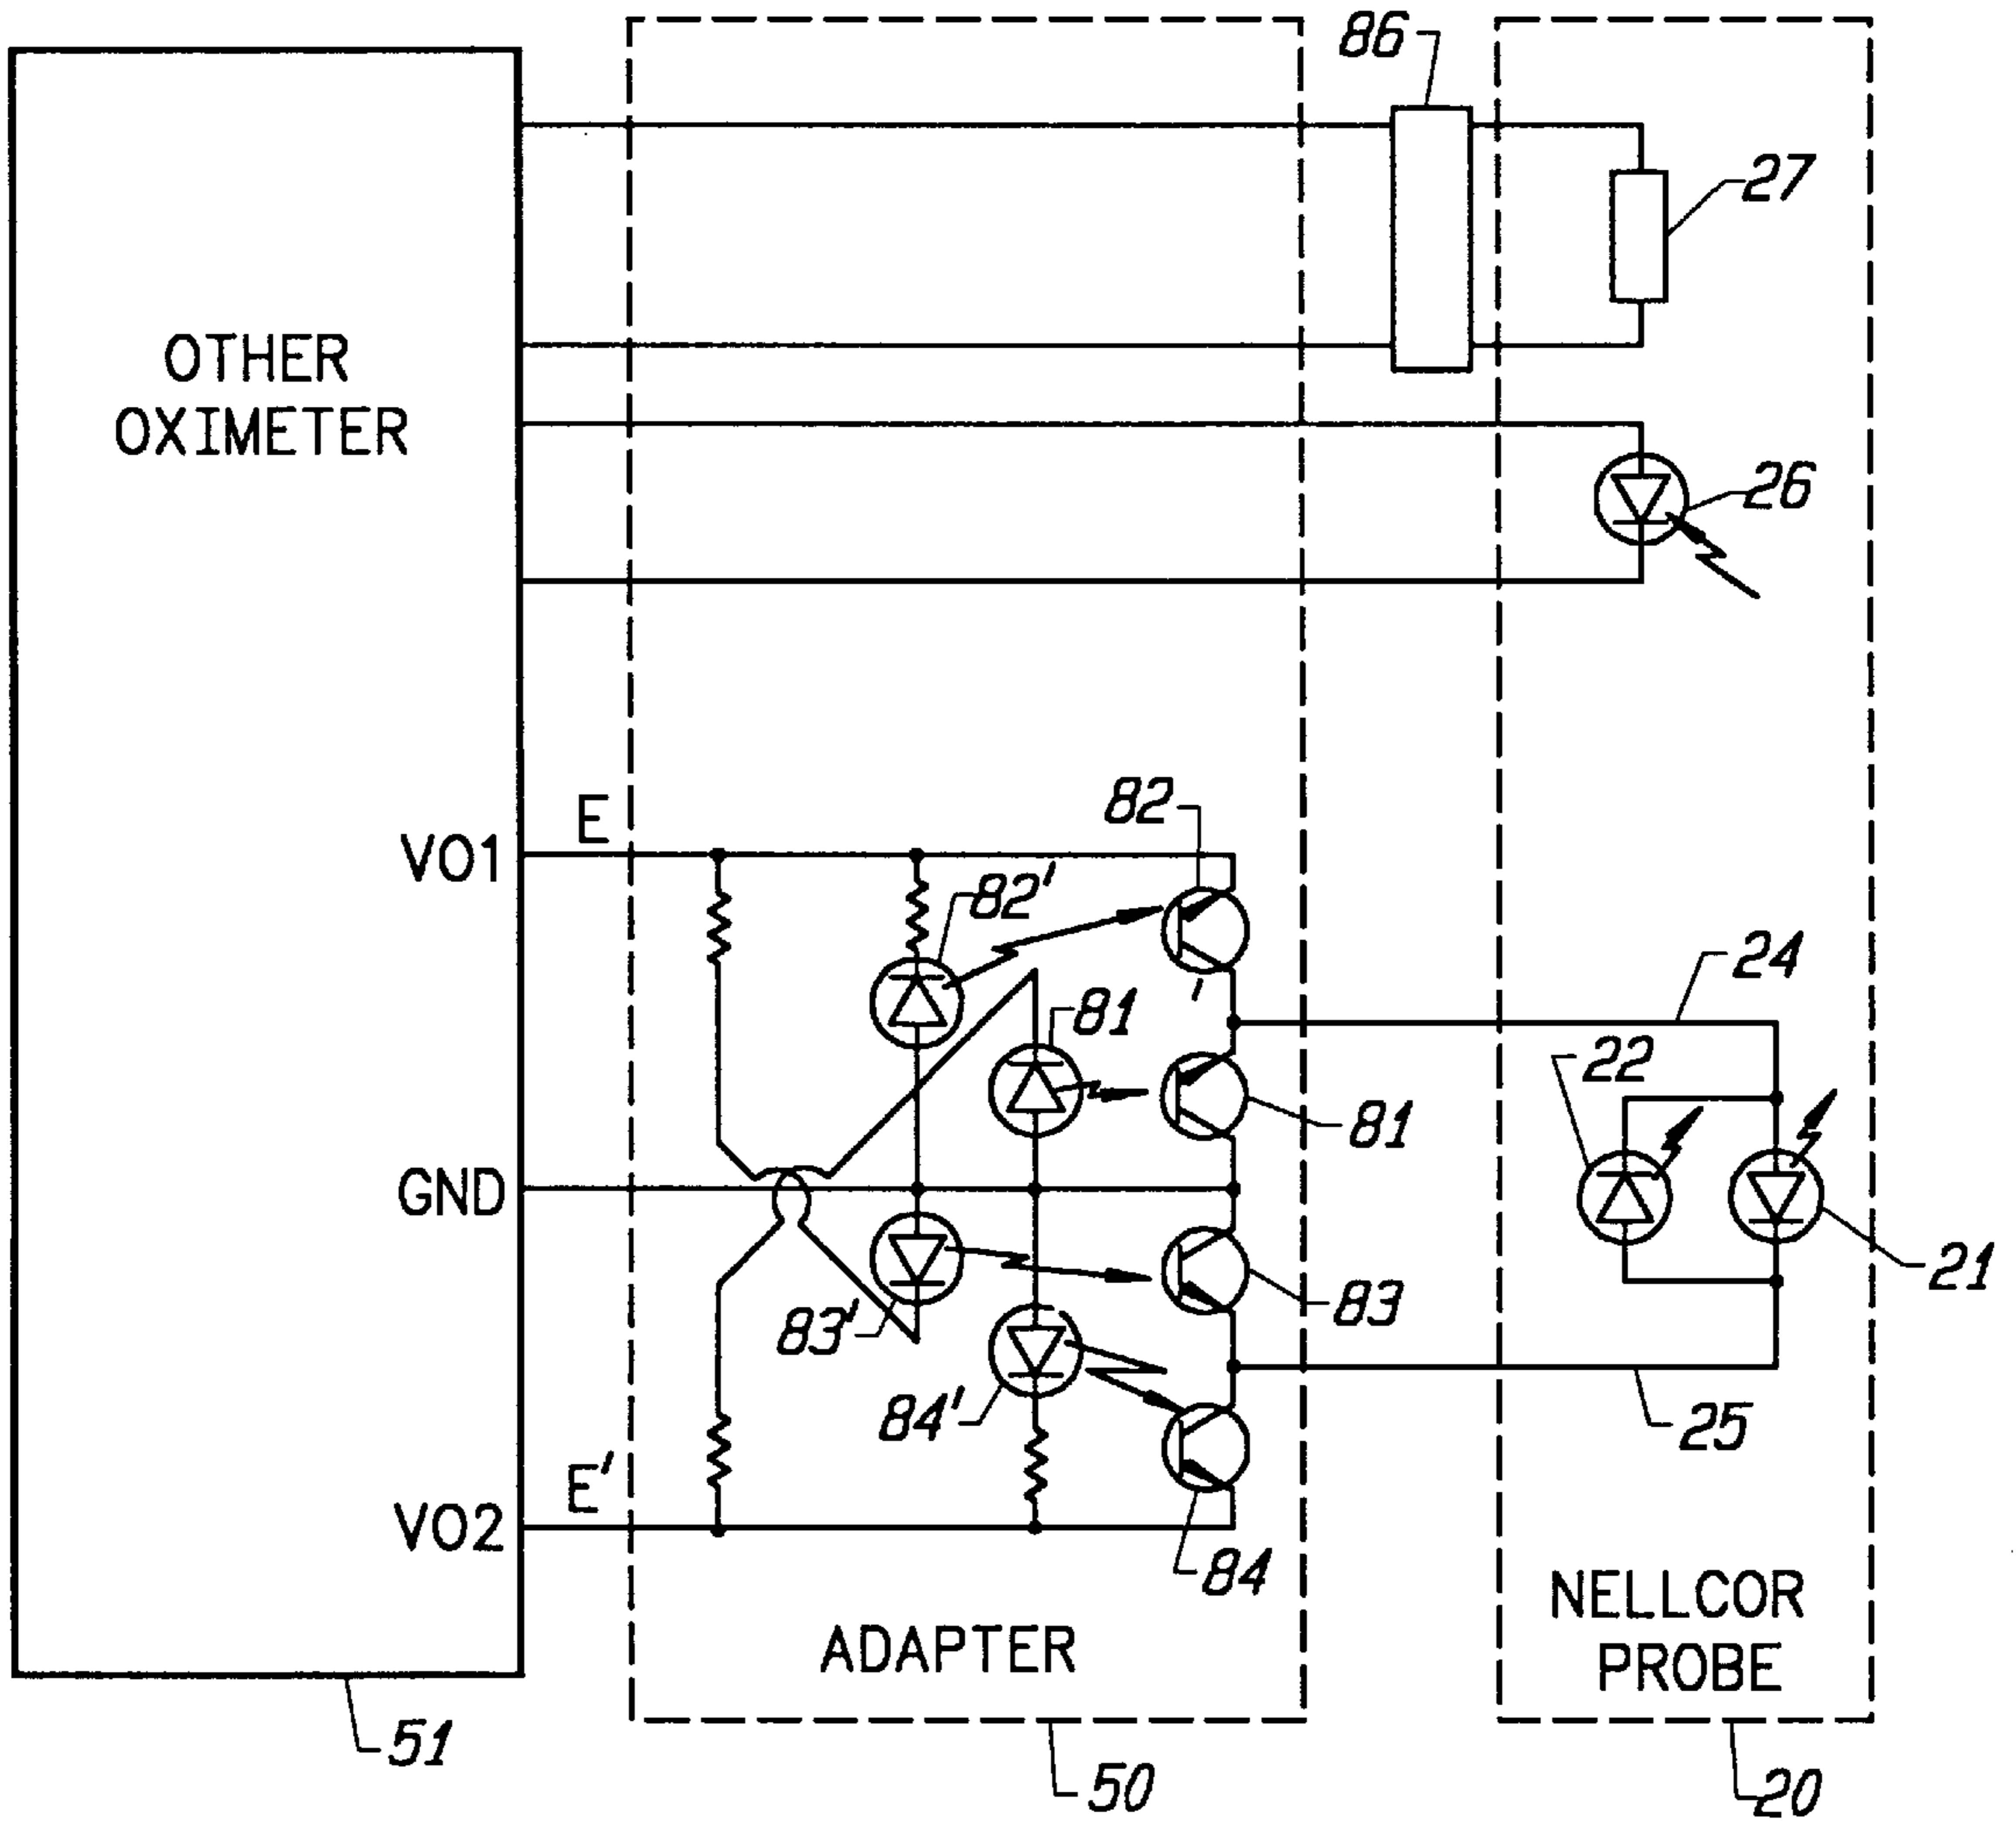 86
27
OTHER
OXIMETER
26
82
VO1
E
82'
24
81
22
81
GND
21
83'
83
84'
25
E'
VO2
84
NELLCOR
PROBE
ADAPTER
51
50
20